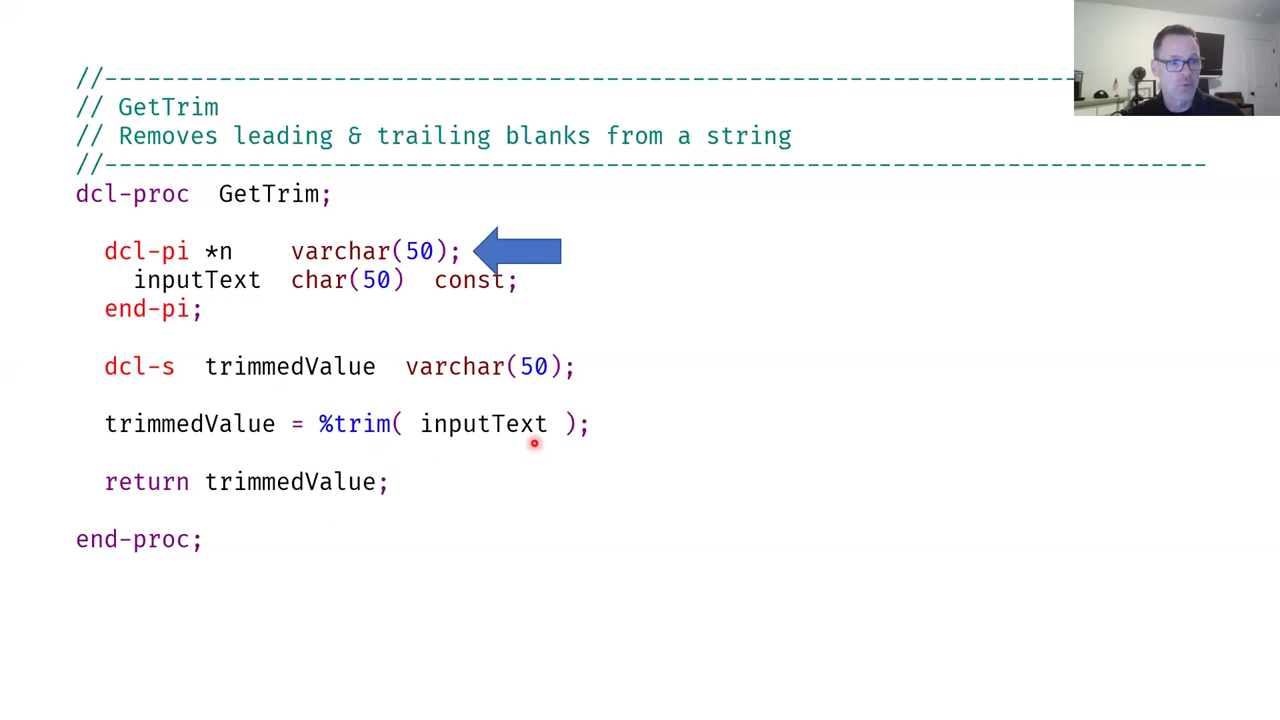 //-------------------------------------------------------------------
// GetTrim
// Removes leading & trailing blanks from a string
//-----------------------------------------------------------------------------
dcl-proc  GetTrim;
  dcl-pi *n    varchar(50);
    inputText  char(50)  const;
  end-pi;
  dcl-s  trimmedValue  varchar(50);
  trimmedValue = %trim( inputText );
  return trimmedValue;
end-proc;